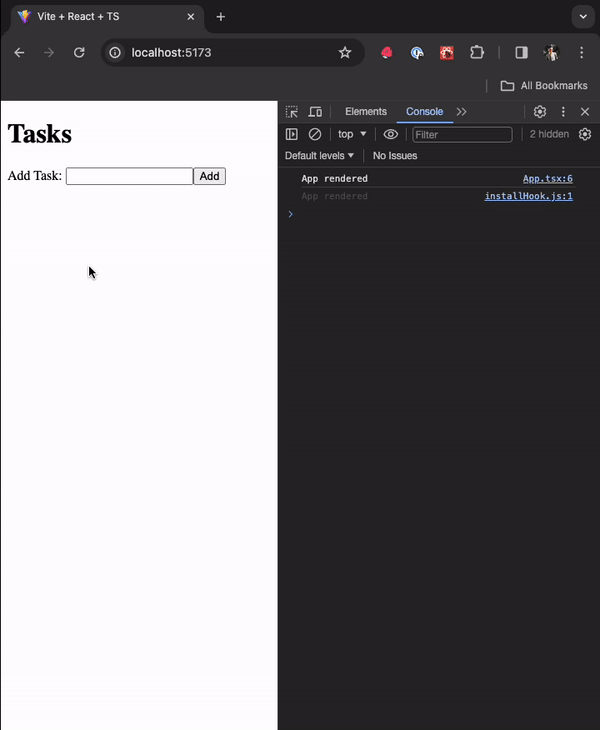 Vite + React + TS
localhost:5173
All Bookmarks
Tasks
Add Task: Add
Elements Console
top Filter 2 hidden
Default levels No Issues
App rendered App.tsx:6
App rendered installHook.js:1